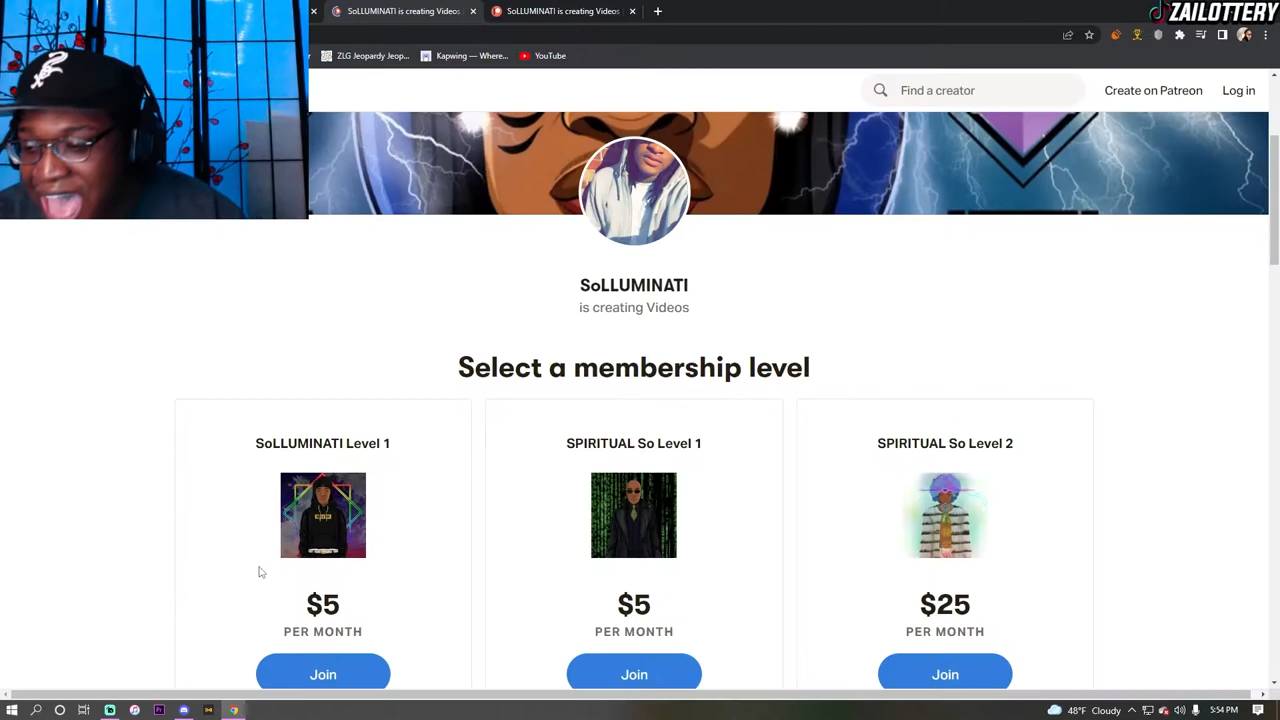 SoLLUMINATI is creating Videos
SoLLUMINATI is creating Videos
ZAILOTTERY
ZLG Jeopardy Jeop...
Kapwing — Where...
YouTube
Find a creator
Create on Patreon
Log in
SoLLUMINATI
is creating Videos
Select a membership level
SoLLUMINATI Level 1
SPIRITUAL So Level 1
SPIRITUAL So Level 2
$5
$5
$25
PER MONTH
PER MONTH
PER MONTH
Join
Join
Join
48°F Cloudy
5:54 PM